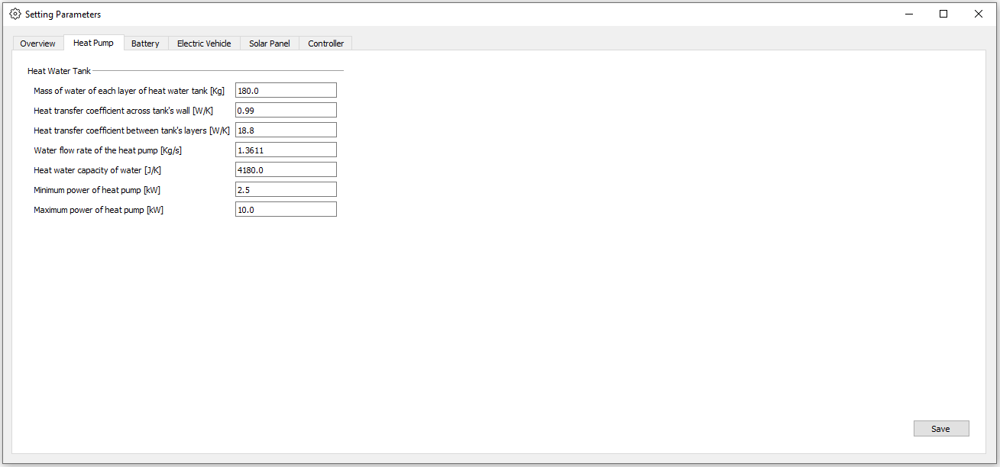 Setting Parameters
Overview Heat Pump Battery Electric Vehicle Solar Panel Controller
Heat Water Tank
Mass of water of each layer of heat water tank [Kg] 180.0
Heat transfer coefficient across tank's wall [W/K] 0.99
Heat transfer coefficient between tank's layers [W/K] 18.8
Water flow rate of the heat pump [Kg/s] 1.3611
Heat water capacity of water [J/K] 4180.0
Minimum power of heat pump [kW] 2.5
Maximum power of heat pump [kW] 10.0
Save